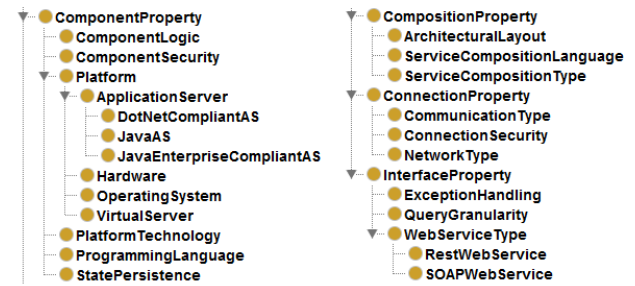 ComponentProperty
ComponentLogic
ComponentSecurity
Platform
ApplicationServer
DotNetCompliantAS
JavaAS
JavaEnterpriseCompliantAS
Hardware
OperatingSystem
VirtualServer
PlatformTechnology
ProgrammingLanguage
StatePersistence
CompositionProperty
ArchitecturalLayout
ServiceCompositionLanguage
ServiceCompositionType
ConnectionProperty
CommunicationType
ConnectionSecurity
NetworkType
InterfaceProperty
ExceptionHandling
QueryGranularity
WebServiceType
RestWebService
SOAPWebService